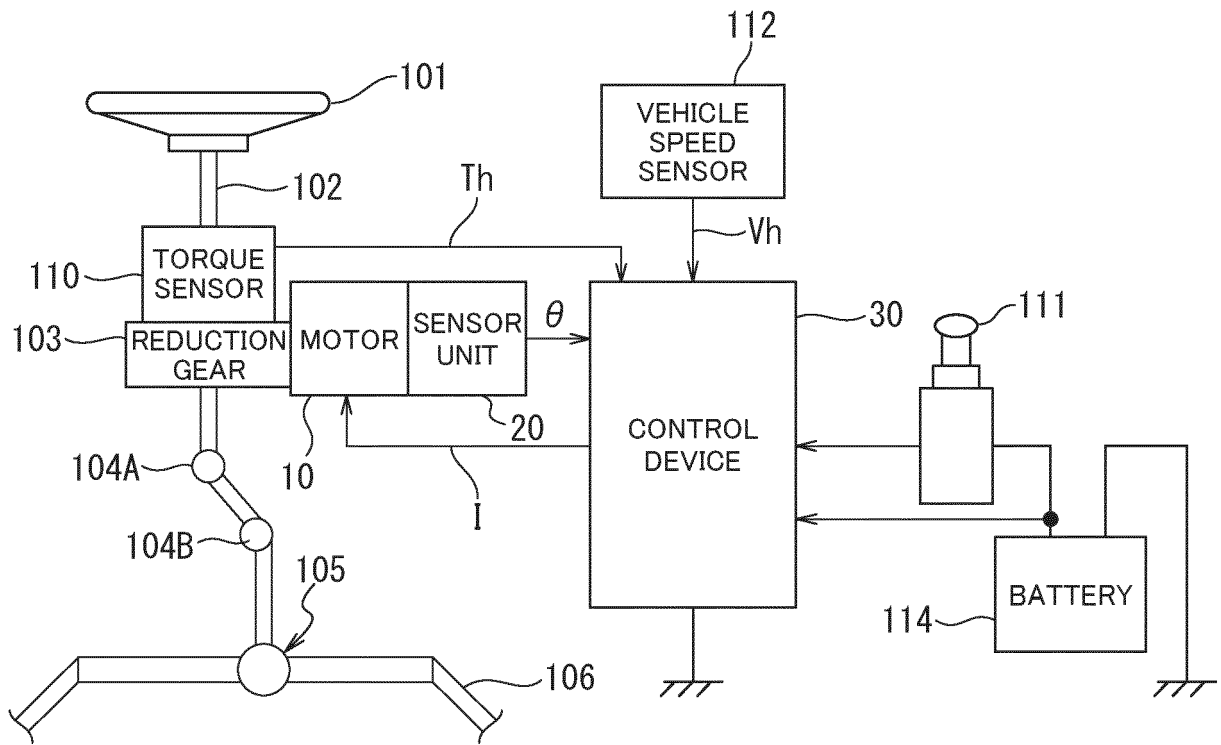 112
101
VEHICLE
SPEED
SENSOR
102
Th
Vh
110
TORQUE
SENSOR
103
REDUCTION
GEAR
MOTOR
SENSOR
UNIT
θ
30
111
CONTROL
DEVICE
10
20
I
104A
104B
105
106
BATTERY
114